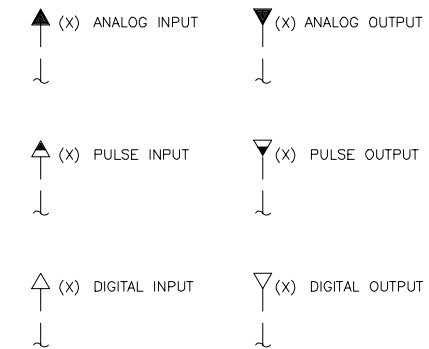 (X) ANALOG INPUT
(X) ANALOG OUTPUT
(X) PULSE INPUT
(X) PULSE OUTPUT
(X) DIGITAL INPUT
(X) DIGITAL OUTPUT